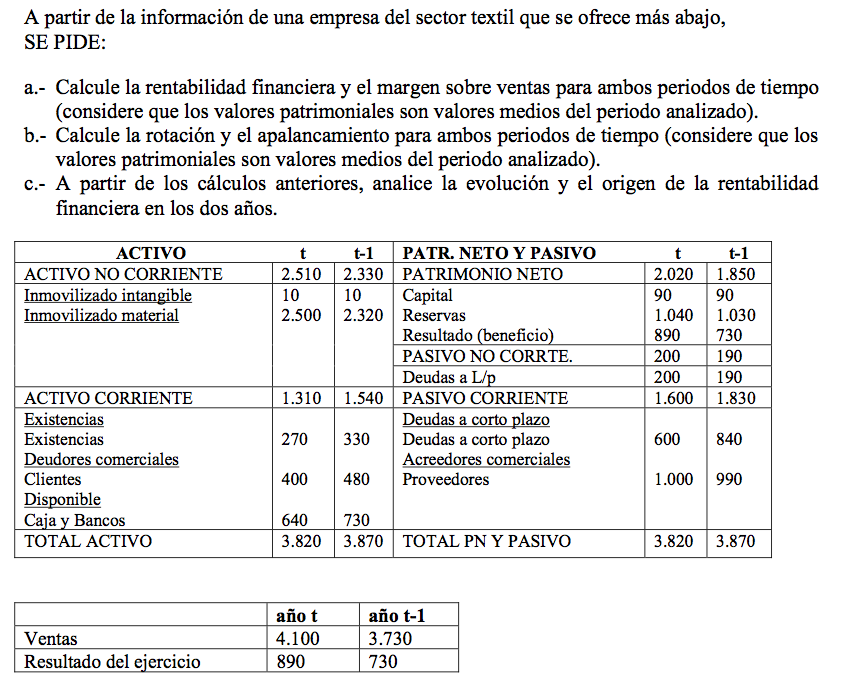 A partir de la información de una empresa del sector textil que se ofrece más abajo,
SE PIDE:
a.- Calcule la rentabilidad financiera y el margen sobre ventas para ambos periodos de tiempo
(considere que los valores patrimoniales son valores medios del periodo analizado).
b.- Calcule la rotación y el apalancamiento para ambos periodos de tiempo (considere que los
valores patrimoniales son valores medios del periodo analizado).
c.- A partir de los cálculos anteriores, analice la evolución y el origen de la rentabilidad
financiera en los dos años.
ACTIVO t t-1 PATR. NETO Y PASIVO t t-1
ACTIVO NO CORRIENTE 2.510 2.330 PATRIMONIO NETO 2.020 1.850
Inmovilizado intangible 10 10 Capital 90 90
Inmovilizado material 2.500 2.320 Reservas 1.040 1.030
Resultado (beneficio) 890 730
PASIVO NO CORRTE. 200 190
Deudas a L/p 200 190
ACTIVO CORRIENTE 1.310 1.540 PASIVO CORRIENTE 1.600 1.830
Existencias Deudas a corto plazo
Existencias 270 330 Deudas a corto plazo 600 840
Deudores comerciales Acreedores comerciales
Clientes 400 480 Proveedores 1.000 990
Disponible
Caja y Bancos 640 730
TOTAL ACTIVO 3.820 3.870 TOTAL PN Y PASIVO 3.820 3.870
año t año t-1
Ventas 4.100 3.730
Resultado del ejercicio 890 730